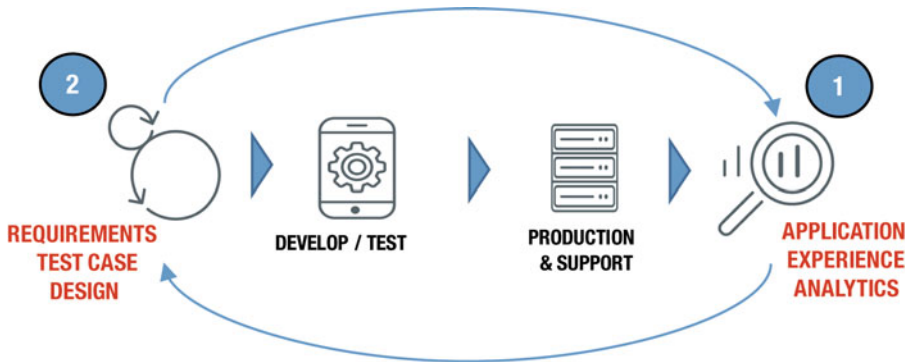 2
1
REQUIREMENTS
TEST CASE
DESIGN
DEVELOP / TEST
PRODUCTION
& SUPPORT
APPLICATION
EXPERIENCE
ANALYTICS